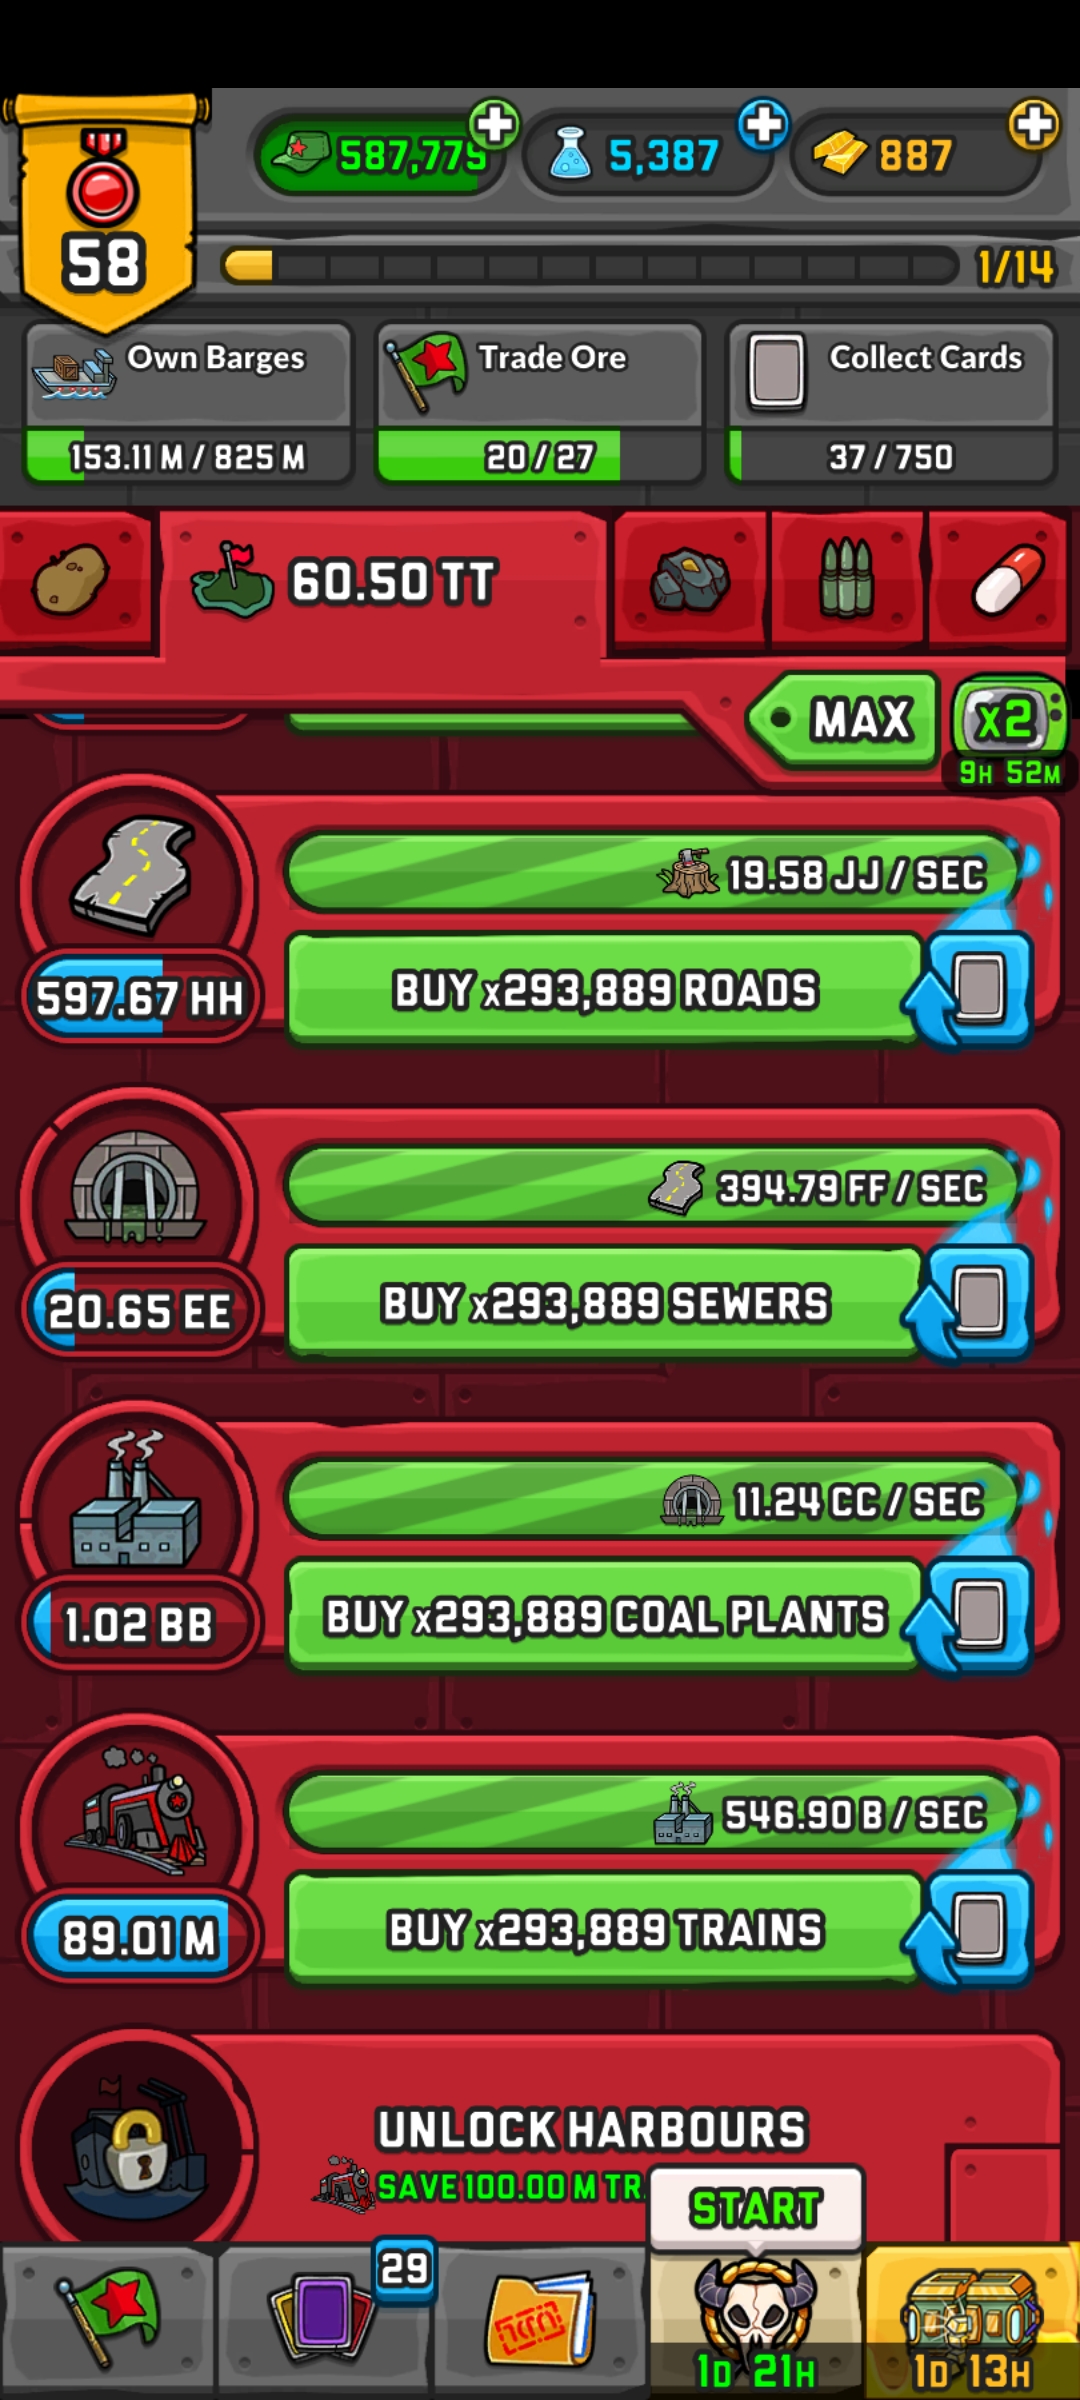 58
587,779
5,387
887
1/14
Own Barges
153.11 M / 825 M
Trade Ore
20 / 27
Collect Cards
37 / 750
60.50 TT
MAX
x2
9H 52M
19.58 JJ / SEC
597.67 HH
BUY x293,889 ROADS
394.79 FF / SEC
20.65 EE
BUY x293,889 SEWERS
11.24 CC / SEC
1.02 BB
BUY x293,889 COAL PLANTS
546.90 B / SEC
89.01 M
BUY x293,889 TRAINS
UNLOCK HARBOURS
SAVE 100.00 M TR
START
29
1D 21H
1D 13H